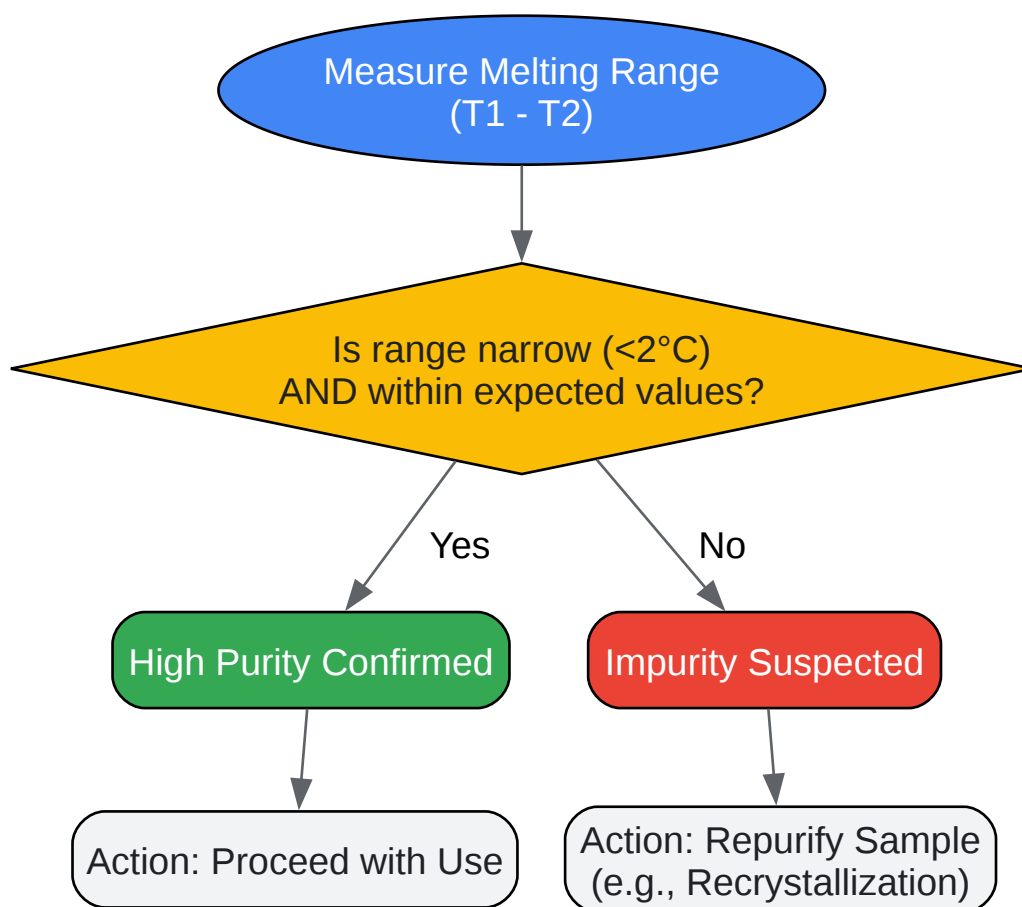 Measure Melting Range
(T1 - T2)
Is range narrow (<2°C)
AND within expected values?
Yes
No
High Purity Confirmed
Impurity Suspected
Action: Proceed with Use
Action: Repurify Sample
(e.g., Recrystallization)